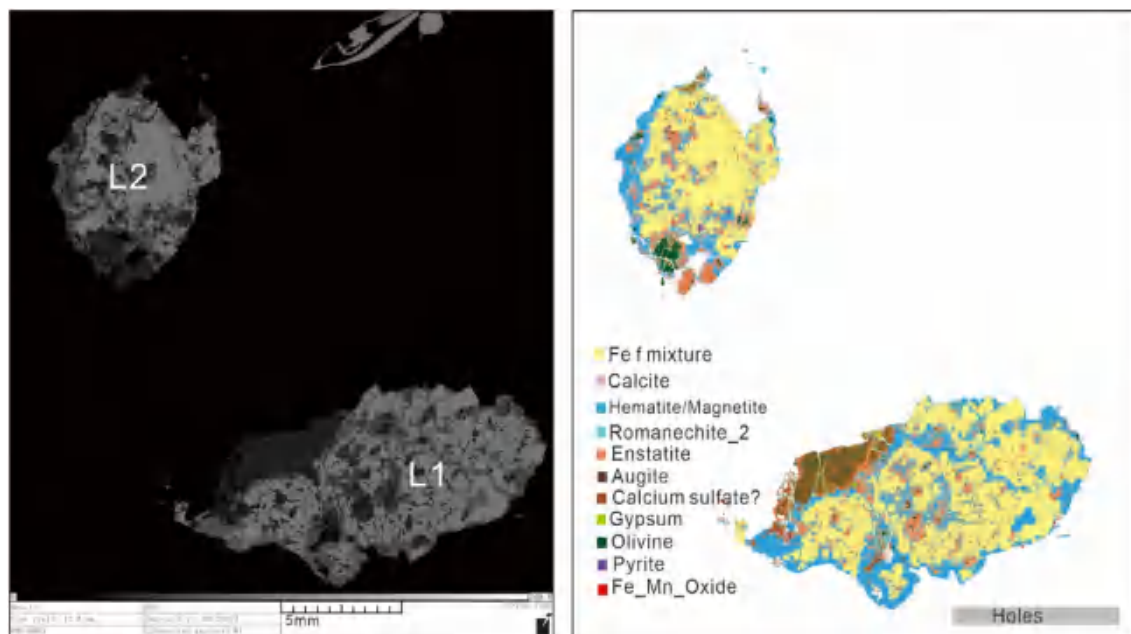 L2
L1
5mm
Fe f mixture
Calcite
Hematite/Magnetite
Romanechite_2
Enstatite
Augite
Calcium sulfate?
Gypsum
Olivine
Pyrite
Fe_Mn_Oxide
Holes